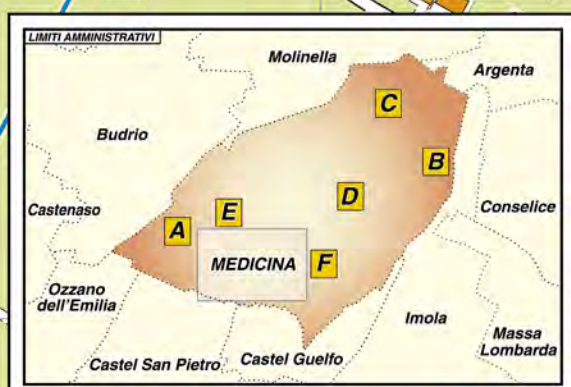 LIMITI AMMINISTRATIVI
Molinella
Argenta
C
Budrio
B
D
Castenaso
E
Conselice
A
MEDICINA
F
Ozzano
dell'Emilia
Imola
Massa
Lombarda
Castel San Pietro
Castel Guelfo